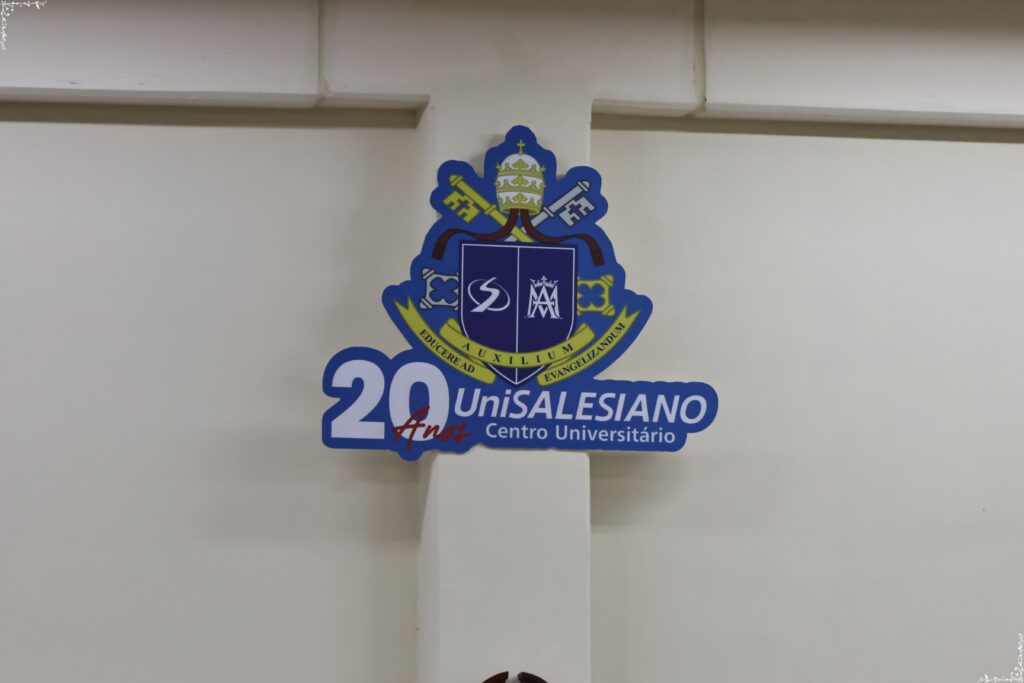 EDUCERE AD
AUXILIUM
EVANGELIZANDUM
20
Anos
UniSALESIANO
Centro Universitário